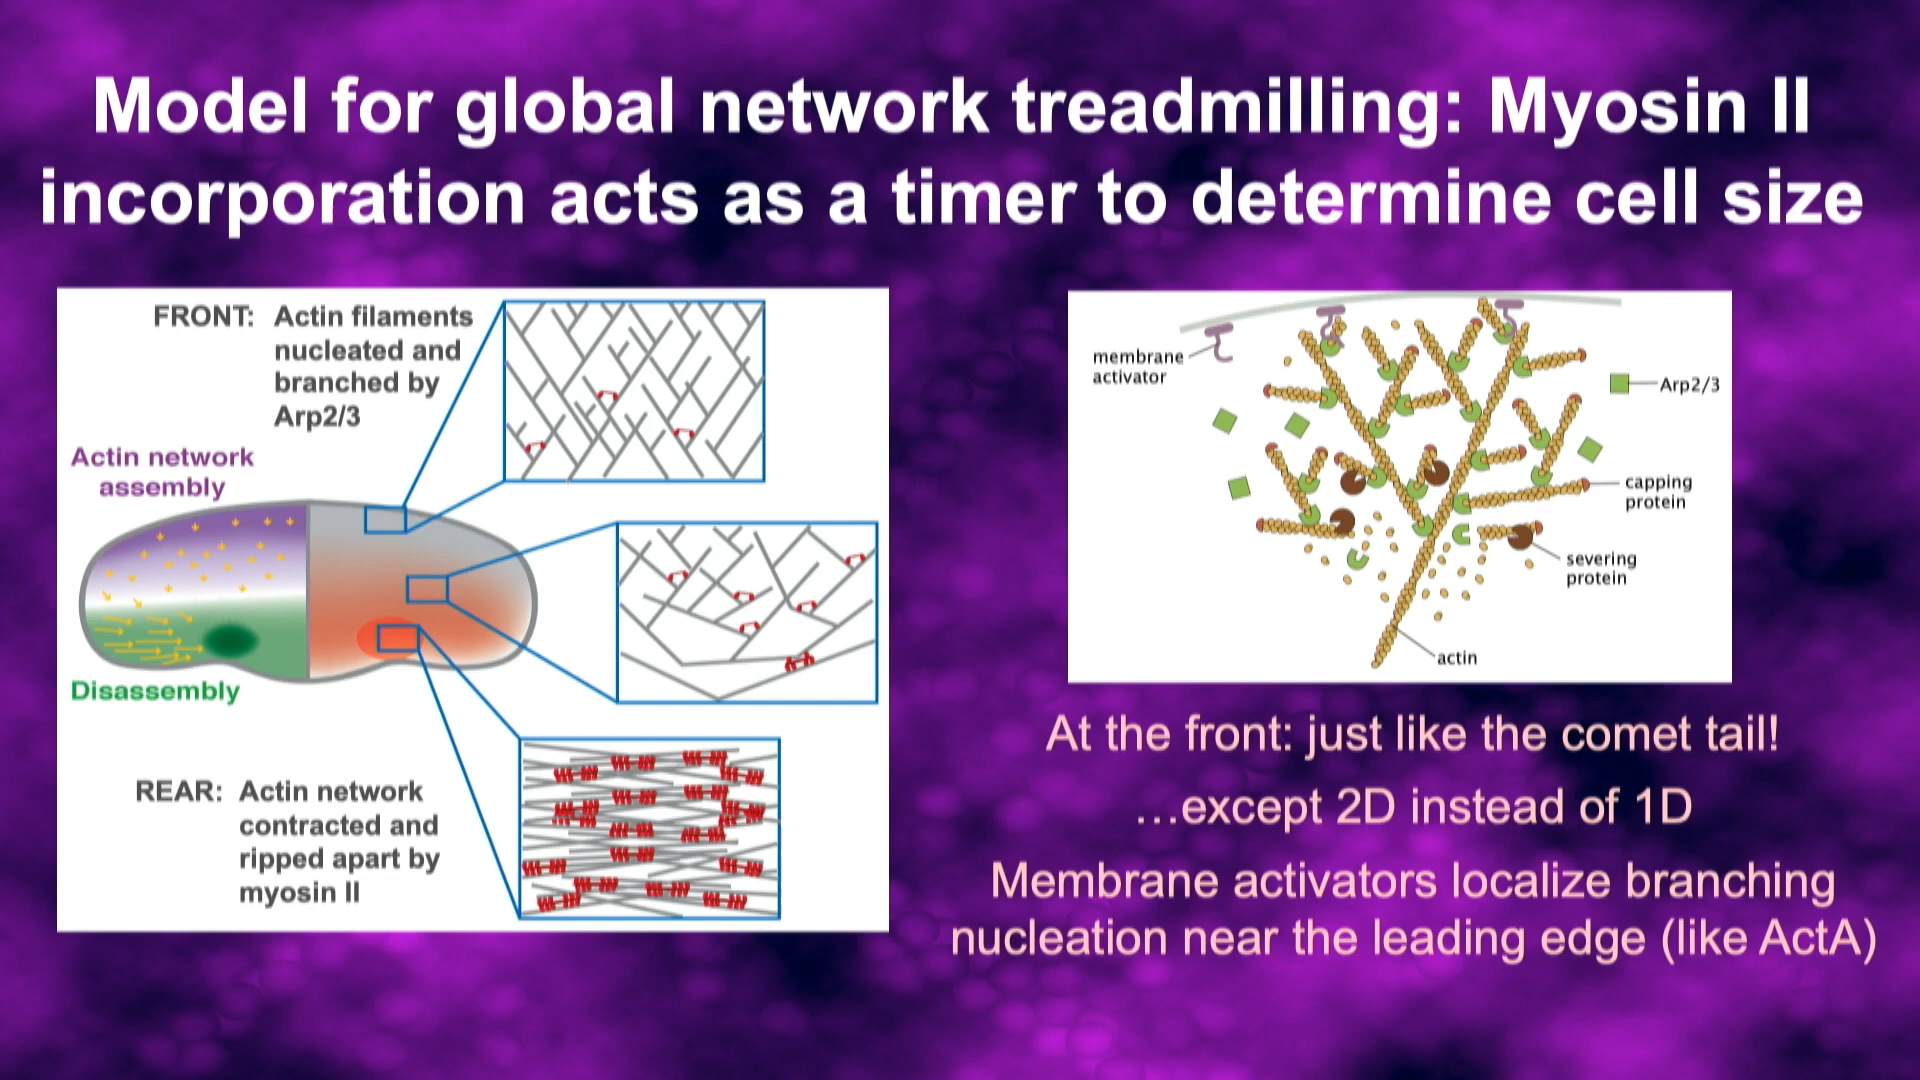 Model for global network treadmilling: Myosin II
incorporation acts as a timer to determine cell size
FRONT: Actin filaments
nucleated and
branched by
Arp2/3
Actin network
assembly
Disassembly
REAR: Actin network
contracted and
ripped apart by
myosin II
membrane
activator
Arp2/3
capping
protein
severing
protein
actin
At the front: just like the comet tail!
…except 2D instead of 1D
Membrane activators localize branching
nucleation near the leading edge (like ActA)